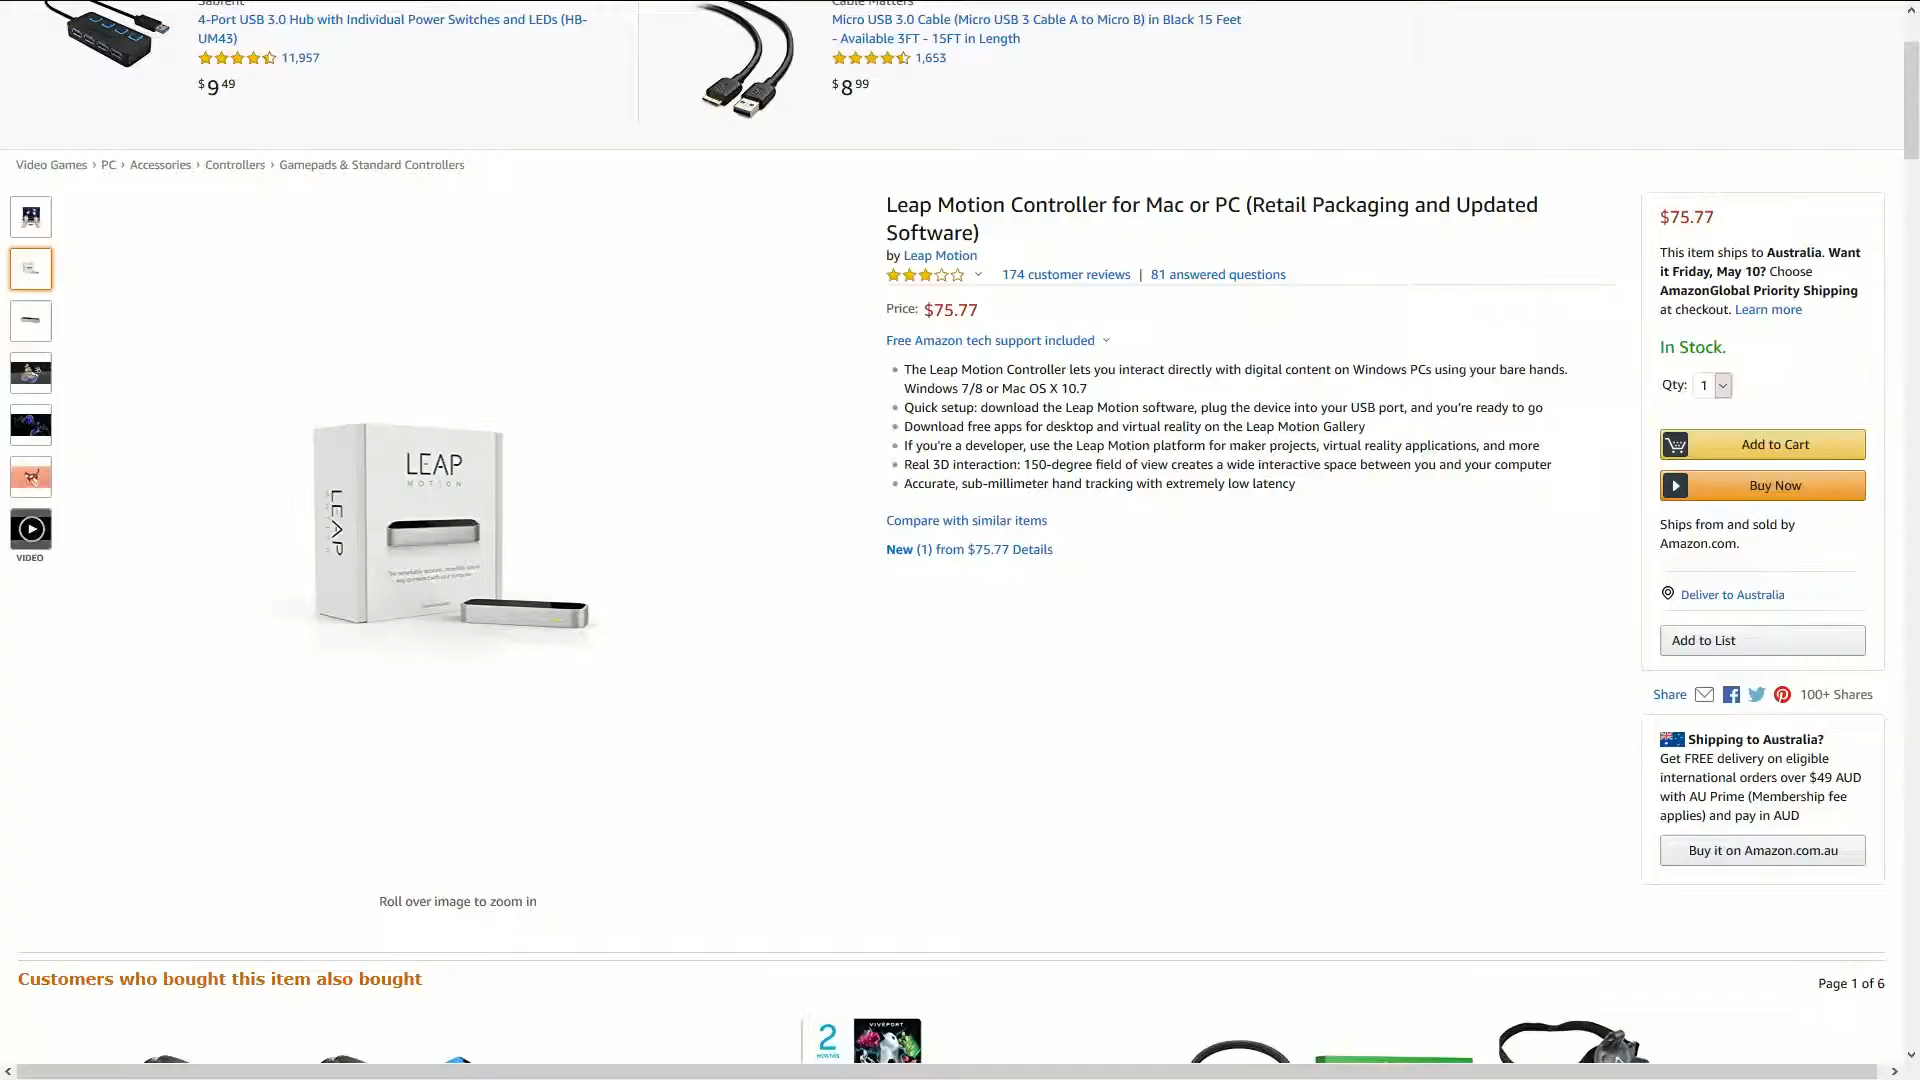 Sabrent
4-Port USB 3.0 Hub with Individual Power Switches and LEDs (HB-
UM43)
11,957
$9 49
Cable Matters
Micro USB 3.0 Cable (Micro USB 3 Cable A to Micro B) in Black 15 Feet
- Available 3FT - 15FT in Length
1,653
$8 99
Video Games › PC › Accessories › Controllers › Gamepads & Standard Controllers
VIDEO
LEAP
MOTION
LEAP
Roll over image to zoom in
Leap Motion Controller for Mac or PC (Retail Packaging and Updated
Software)
by Leap Motion
174 customer reviews | 81 answered questions
Price: $75.77
Free Amazon tech support included
The Leap Motion Controller lets you interact directly with digital content on Windows PCs using your bare hands.
Windows 7/8 or Mac OS X 10.7
Quick setup: download the Leap Motion software, plug the device into your USB port, and you're ready to go
Download free apps for desktop and virtual reality on the Leap Motion Gallery
If you're a developer, use the Leap Motion platform for maker projects, virtual reality applications, and more
Real 3D interaction: 150-degree field of view creates a wide interactive space between you and your computer
Accurate, sub-millimeter hand tracking with extremely low latency
Compare with similar items
New (1) from $75.77 Details
$75.77
This item ships to Australia. Want
it Friday, May 10? Choose
AmazonGlobal Priority Shipping
at checkout. Learn more
In Stock.
Qty: 1
Add to Cart
Buy Now
Ships from and sold by
Amazon.com.
Deliver to Australia
Add to List
Share 100+ Shares
Shipping to Australia?
Get FREE delivery on eligible
international orders over $49 AUD
with AU Prime (Membership fee
applies) and pay in AUD
Buy it on Amazon.com.au
Customers who bought this item also bought
Page 1 of 6
2
MONTHS
VIVEPORT